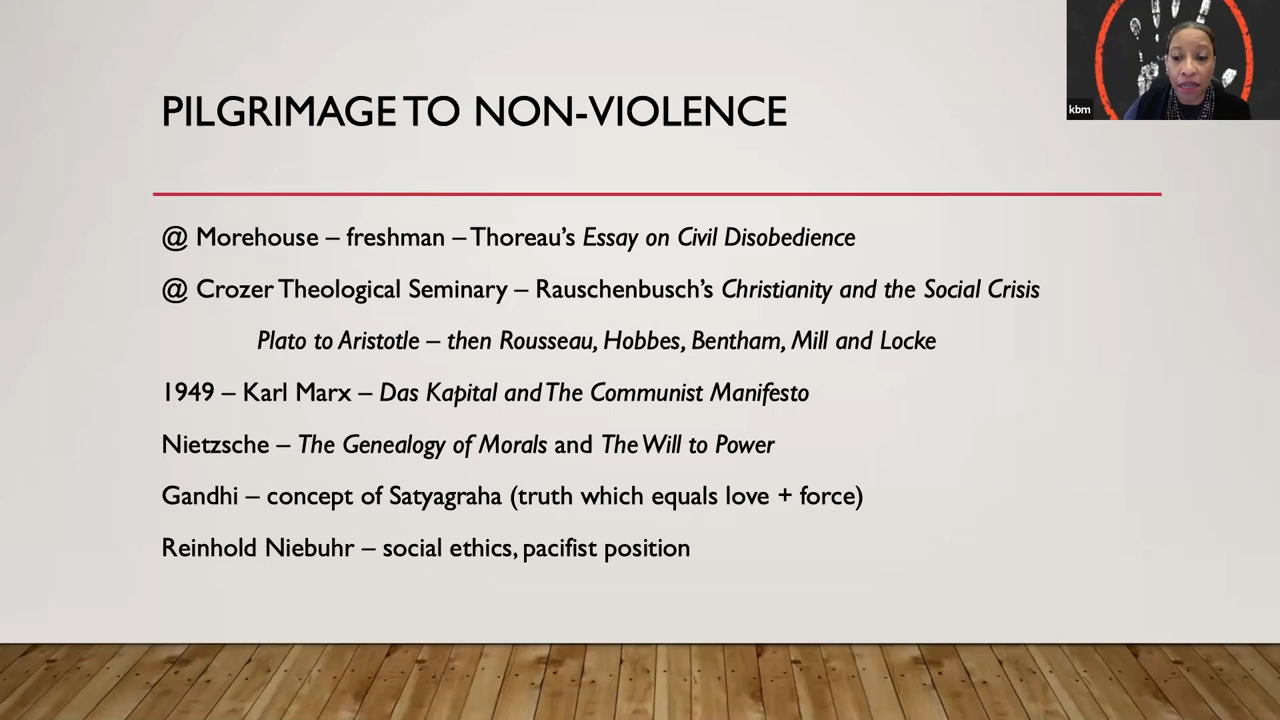 PILGRIMAGE TO NON-VIOLENCE
kbm
@ Morehouse – freshman – Thoreau’s Essay on Civil Disobedience
@ Crozer Theological Seminary – Rauschenbusch’s Christianity and the Social Crisis
Plato to Aristotle – then Rousseau, Hobbes, Bentham, Mill and Locke
1949 – Karl Marx – Das Kapital and The Communist Manifesto
Nietzsche – The Genealogy of Morals and The Will to Power
Gandhi – concept of Satyagraha (truth which equals love + force)
Reinhold Niebuhr – social ethics, pacifist position